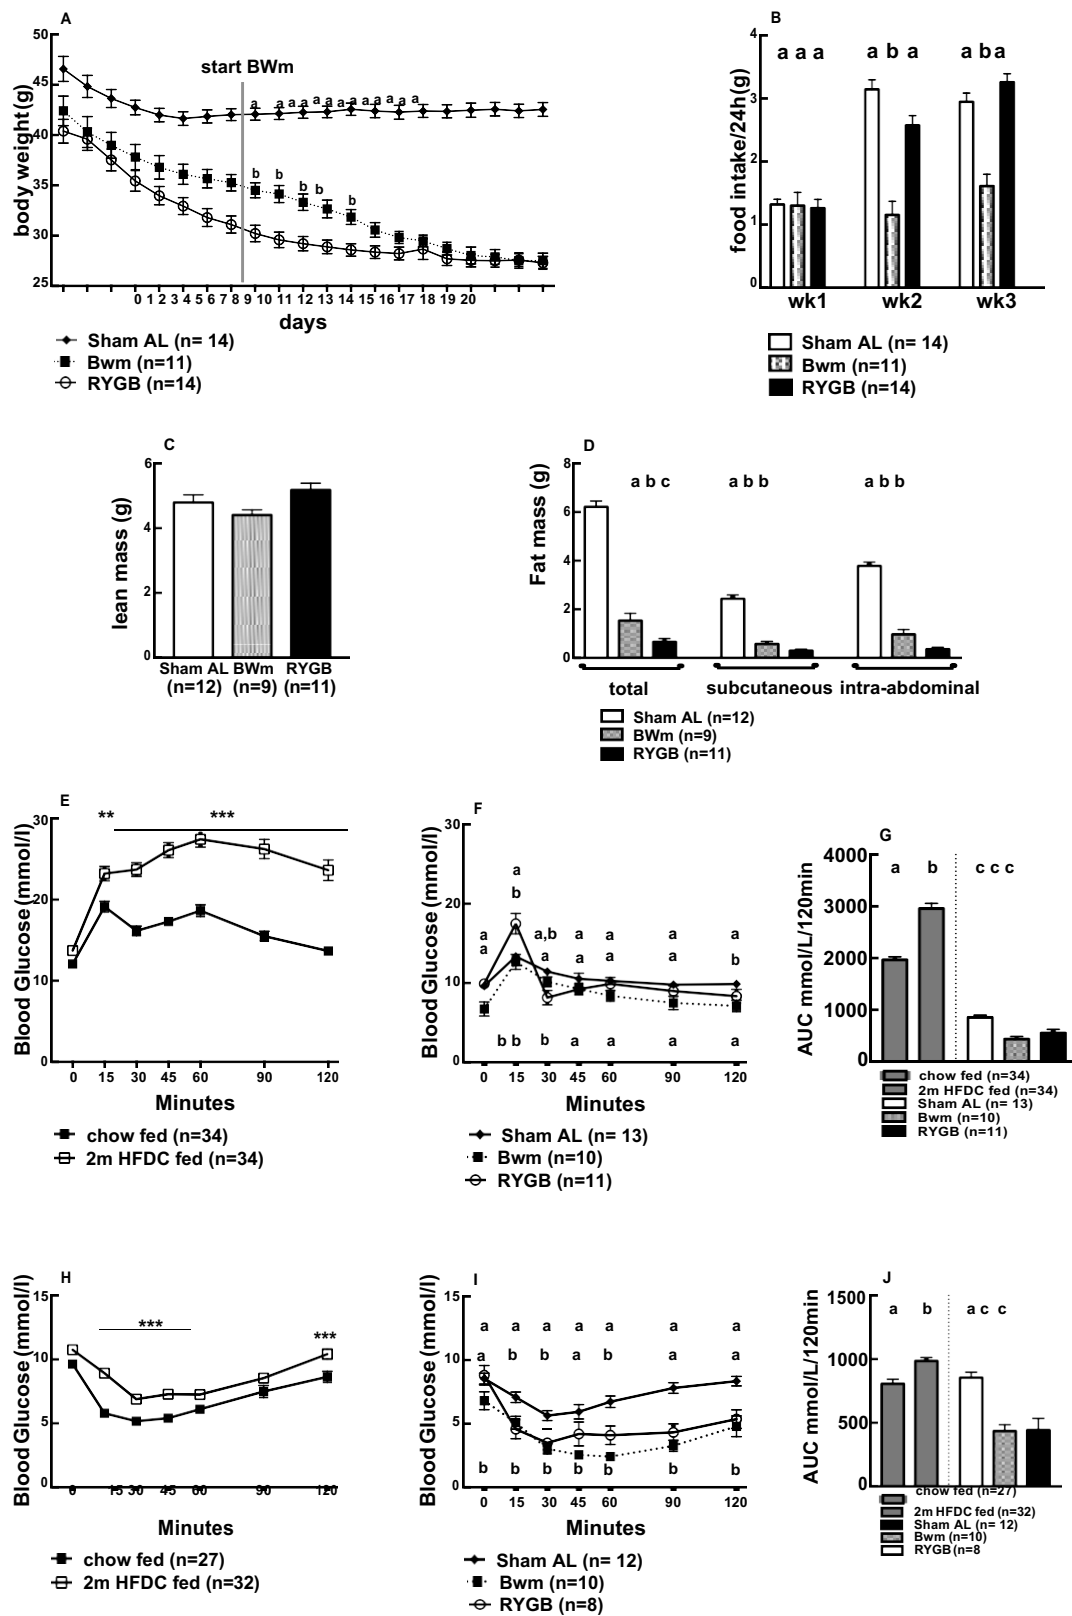 A
50
45
40
35
30
25
body weight(g)
start BWm
a a a a a a a a a a a a a
b b b b b
0 1 2 3 4 5 6 7 8 9 10 11 12 13 14 15 16 17 18 19 20
days
Sham AL (n= 14)
Bwm (n=11)
RYGB (n=14)
B
4
3
2
1
0
food intake/24h(g)
a a a a b a a b a
wk1 wk2 wk3
Sham AL (n= 14)
Bwm (n=11)
RYGB (n=14)
C
6
4
2
0
lean mass (g)
Sham AL BWm RYGB
(n=12) (n=9) (n=11)
D
8
6
4
2
0
Fat mass (g)
a b c a b b a b b
total subcutaneous intra-abdominal
Sham AL (n=12)
BWm (n=9)
RYGB (n=11)
E
30
20
10
0
Blood Glucose (mmol/l)
** ***
0 15 30 45 60 90 120
Minutes
chow fed (n=34)
2m HFDC fed (n=34)
F
30
20
10
0
Blood Glucose (mmol/l)
a
b
a a,b a a a a
a a a a a b
b b b a a a a
0 15 30 45 60 90 120
Minutes
Sham AL (n= 13)
Bwm (n=10)
RYGB (n=11)
G
4000
3000
2000
1000
0
AUC mmol/L/120min
a b c c c
chow fed (n=34)
2m HFDC fed (n=34)
Sham AL (n= 13)
Bwm (n=10)
RYGB (n=11)
H
15
10
5
0
Blood Glucose (mmol/l)
*** ***
0 15 30 45 60 90 120
Minutes
chow fed (n=27)
2m HFDC fed (n=32)
I
15
10
5
0
Blood Glucose (mmol/l)
a a a a a a a
a b b a b a a
b b b b b b b
0 15 30 45 60 90 120
Minutes
Sham AL (n= 12)
Bwm (n=10)
RYGB (n=8)
J
1500
1000
500
0
AUC mmol/L/120min
a b a c c
chow fed (n=27)
2m HFDC fed (n=32)
Sham AL (n= 12)
Bwm (n=10)
RYGB (n=8